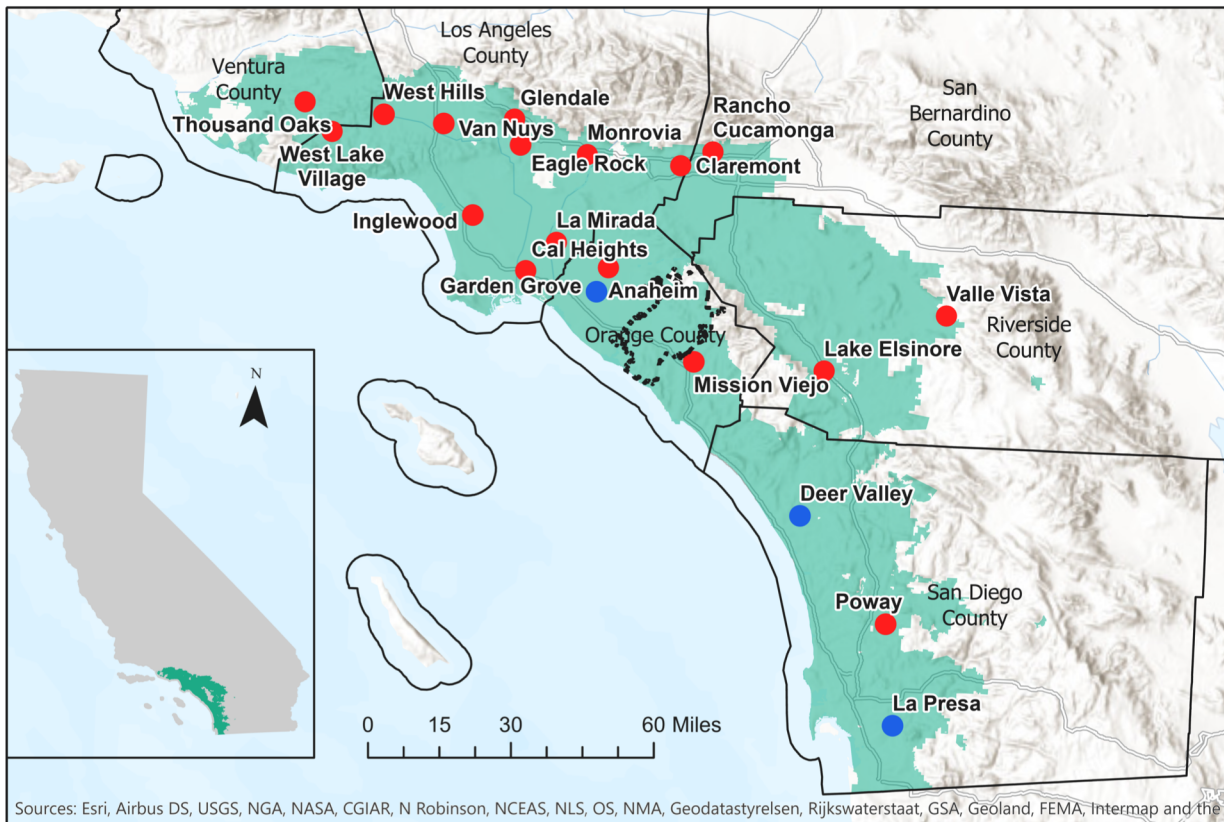 Los Angeles
County
Ventura
County
West Hills
Glendale
Thousand Oaks
Van Nuys
Monrovia
Rancho
Cucamonga
San
Bernardino
County
West Lake
Village
Eagle Rock
Claremont
Inglewood
La Mirada
Cal Heights
Garden Grove
Anaheim
Orange County
Valle Vista
Riverside
County
Lake Elsinore
Mission Viejo
N
Deer Valley
Poway
San Diego
County
La Presa
0 15 30 60 Miles
Sources: Esri, Airbus DS, USGS, NGA, NASA, CGIAR, N Robinson, NCEAS, NLS, OS, NMA, Geodatastyrelsen, Rijkswaterstaat, GSA, Geoland, FEMA, Intermap and the